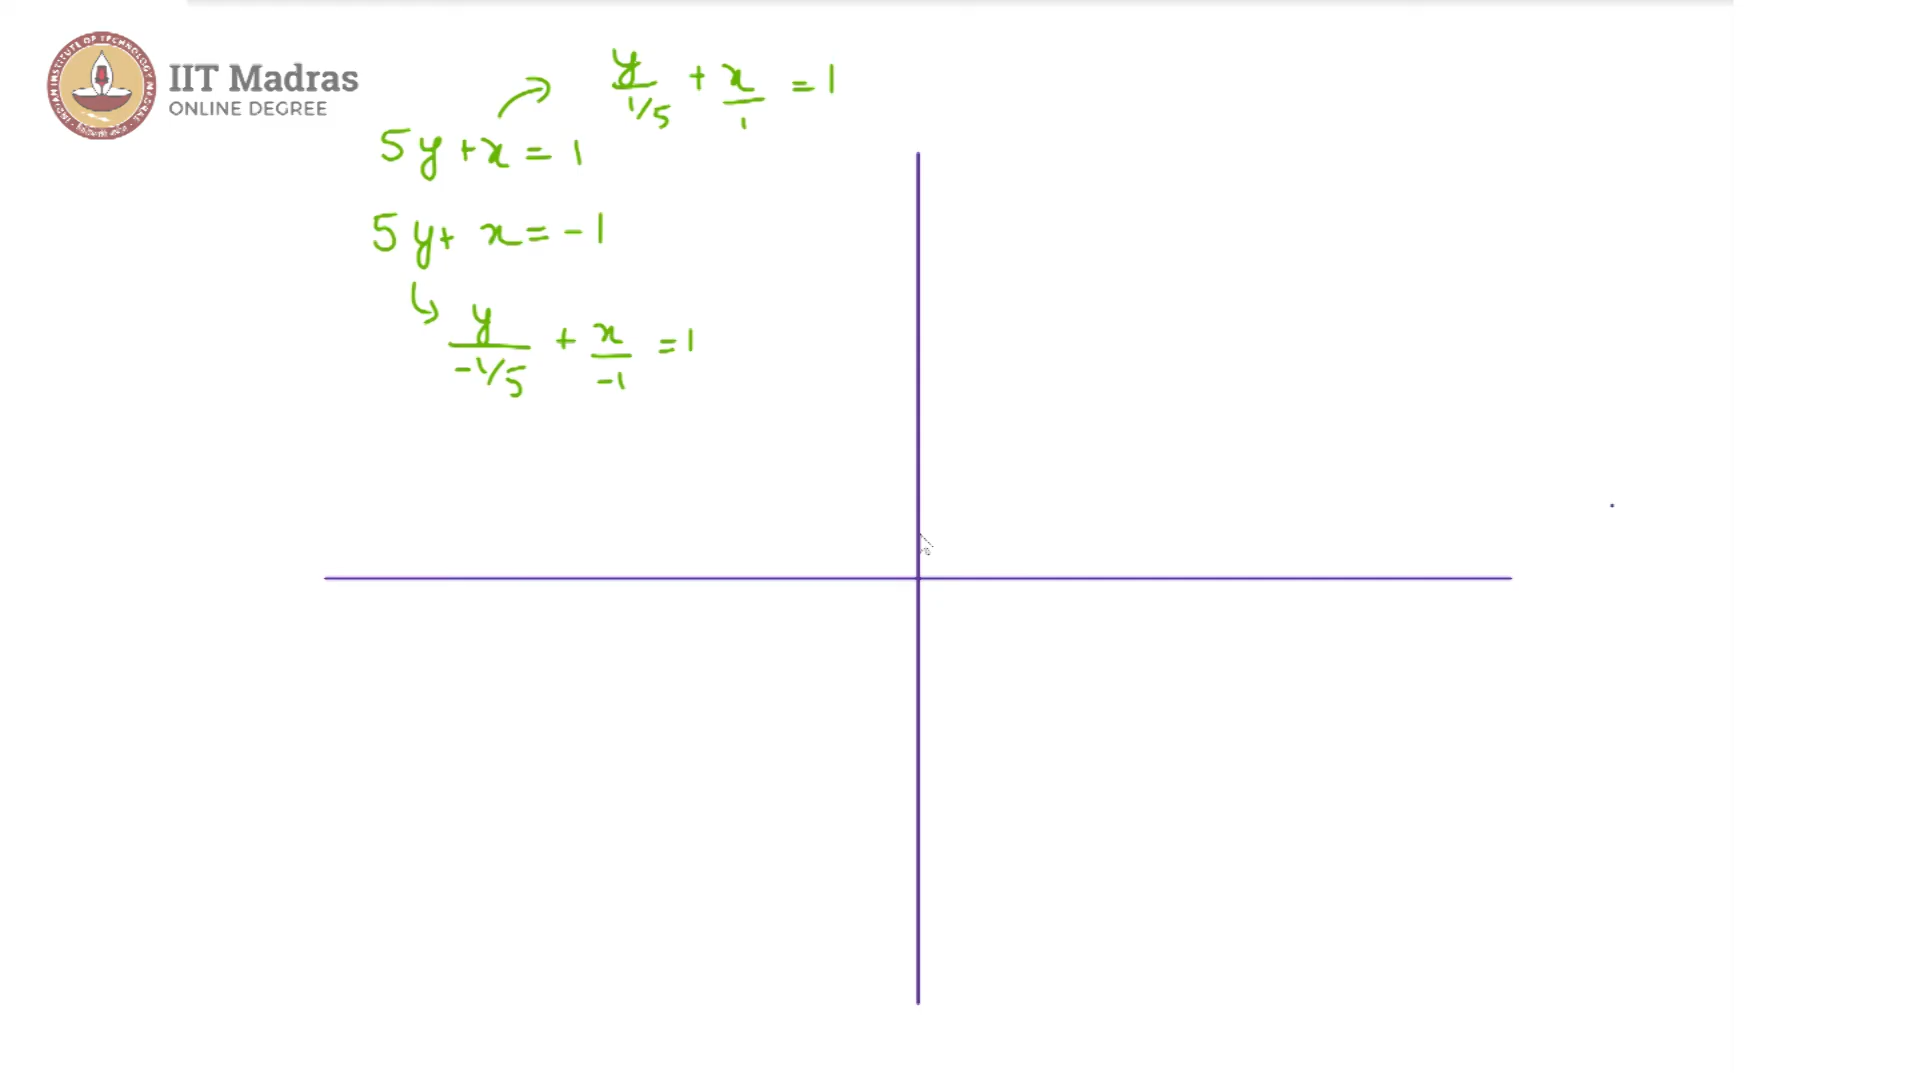 IIT Madras
ONLINE DEGREE
y/(1/5) + x/1 = 1
5y + x = 1
5y + x = -1
y/(-1/5) + x/-1 = 1